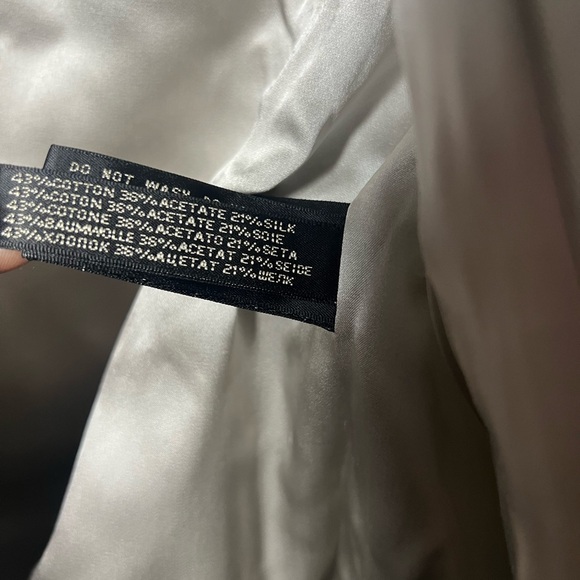 DO NOT WASH DO
43%COTTON 36%ACETATE 21%SILK
43%COTON 36%ACETATE 21%SOIE
43%COTONE 36%ACETATO 21%SETA
43%BAUMWOLLE 36%ACETAT 21%SEIDE
43%ХЛОПОК 36%АЦЕТАТ 21%ШЕЛК